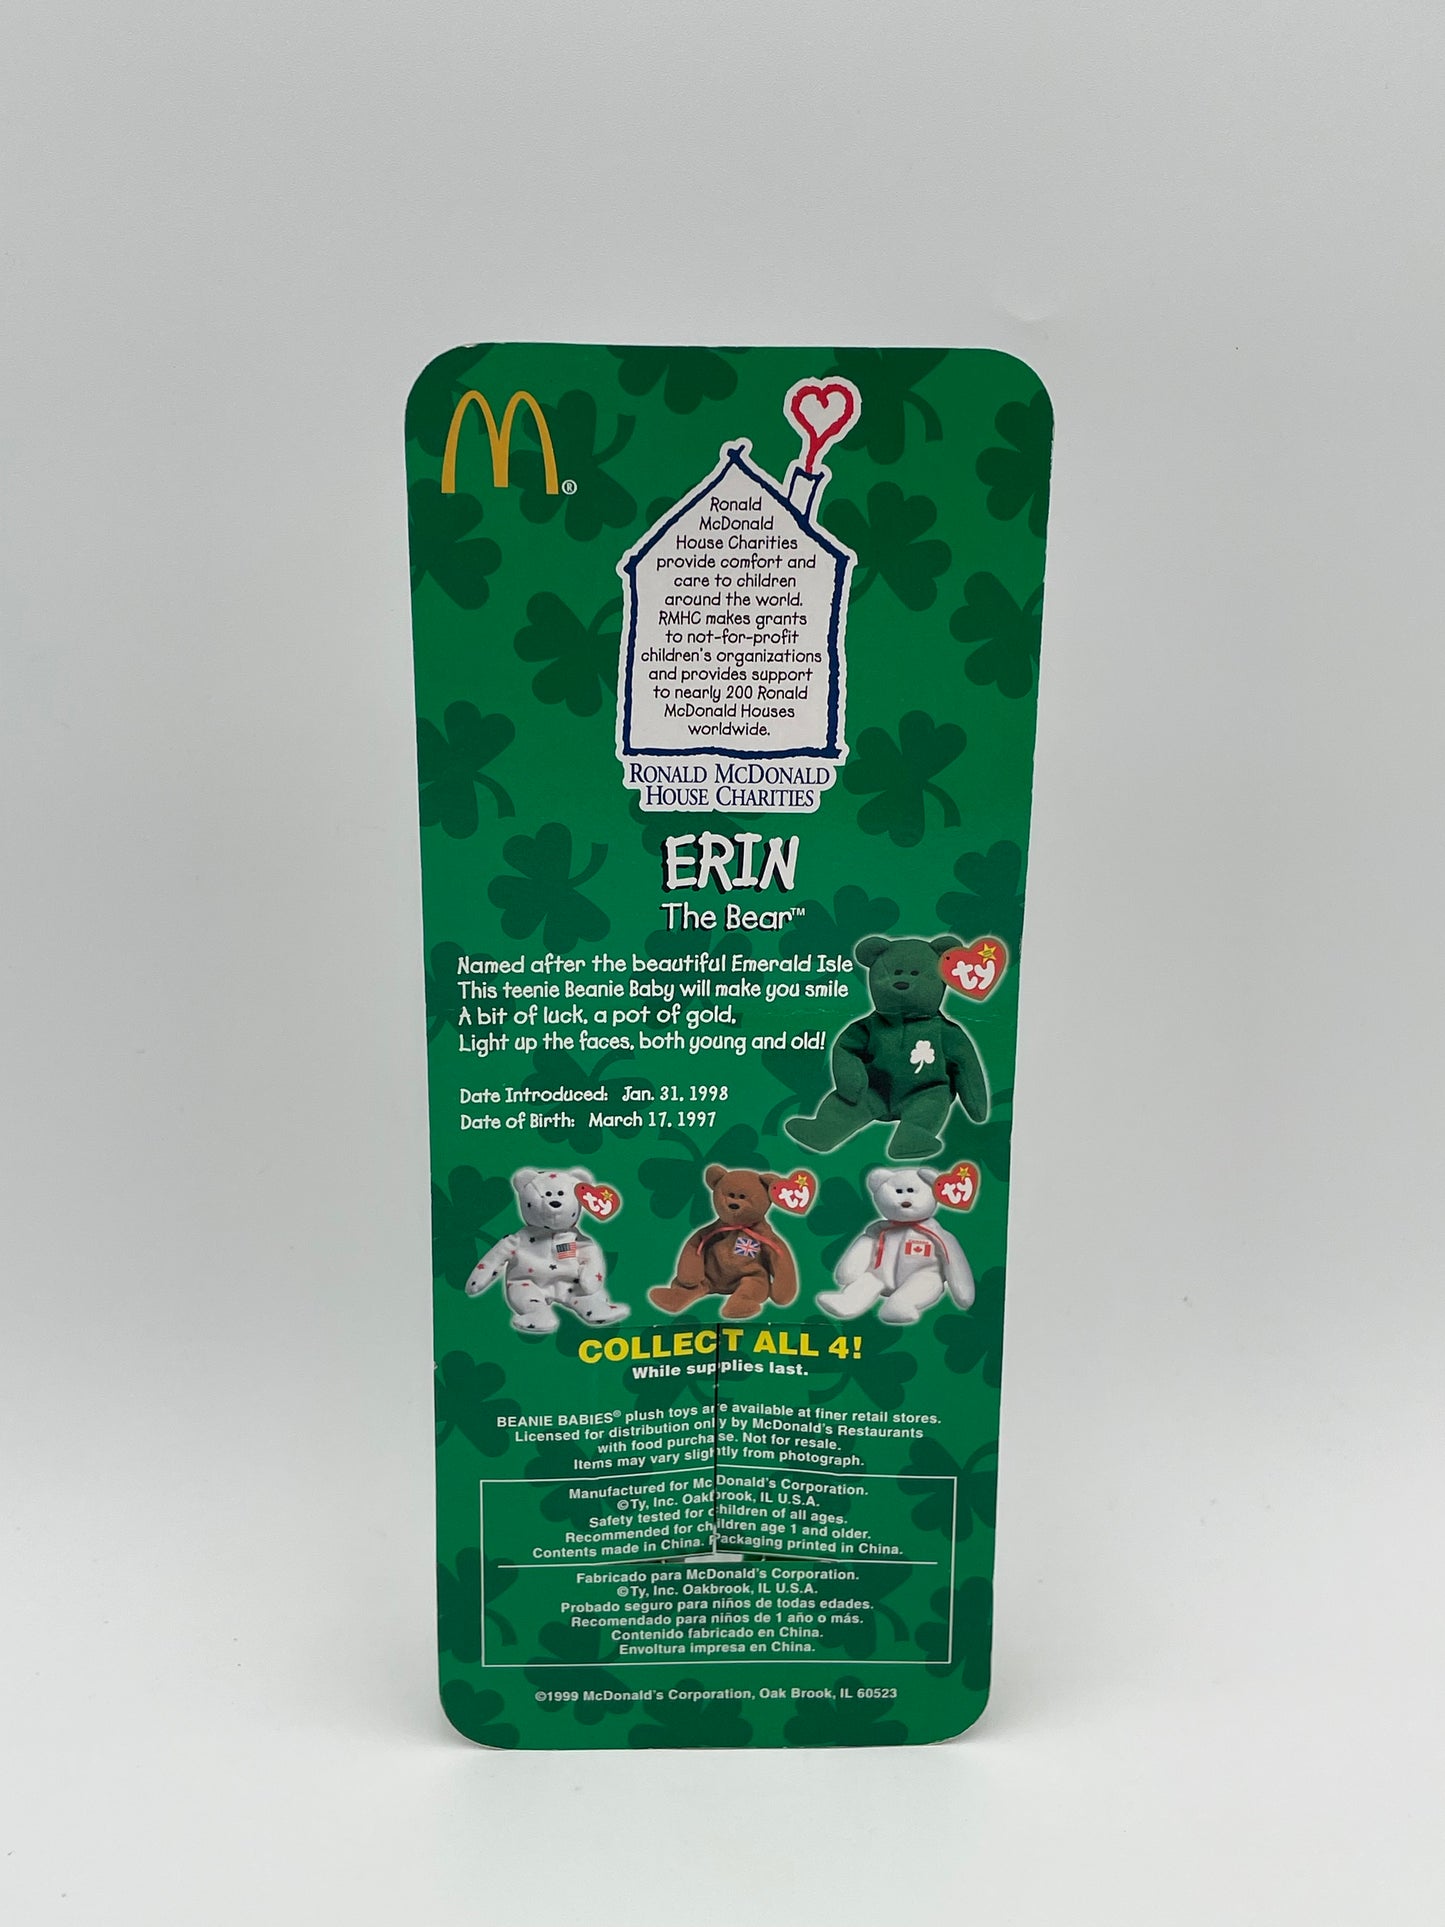 M®
Ronald
McDonald
House Charities
provide comfort and
care to children
around the world.
RMHC makes grants
to not-for-profit
children's organizations
and provides support
to nearly 200 Ronald
McDonald Houses
worldwide.
RONALD MCDONALD
HOUSE CHARITIES
ERIN
The Bear™
Named after the beautiful Emerald Isle
This teenie Beanie Baby will make you smile
A bit of luck, a pot of gold,
Light up the faces, both young and old!
ty
Date Introduced: Jan. 31, 1998
Date of Birth: March 17, 1997
ty
ty
ty
COLLECT ALL 4!
While supplies last.
BEANIE BABIES® plush toys are available at finer retail stores.
Licensed for distribution only by McDonald's Restaurants
with food purchase. Not for resale.
Items may vary slightly from photograph.
Manufactured for McDonald's Corporation.
©Ty, Inc. Oakbrook, IL U.S.A.
Safety tested for children of all ages.
Recommended for children age 1 and older.
Contents made in China. Packaging printed in China.
Fabricado para McDonald's Corporation.
©Ty, Inc. Oakbrook, IL U.S.A.
Probado seguro para niños de todas edades.
Recomendado para niños de 1 año o más.
Contenido fabricado en China.
Envoltura impresa en China.
©1999 McDonald's Corporation, Oak Brook, IL 60523